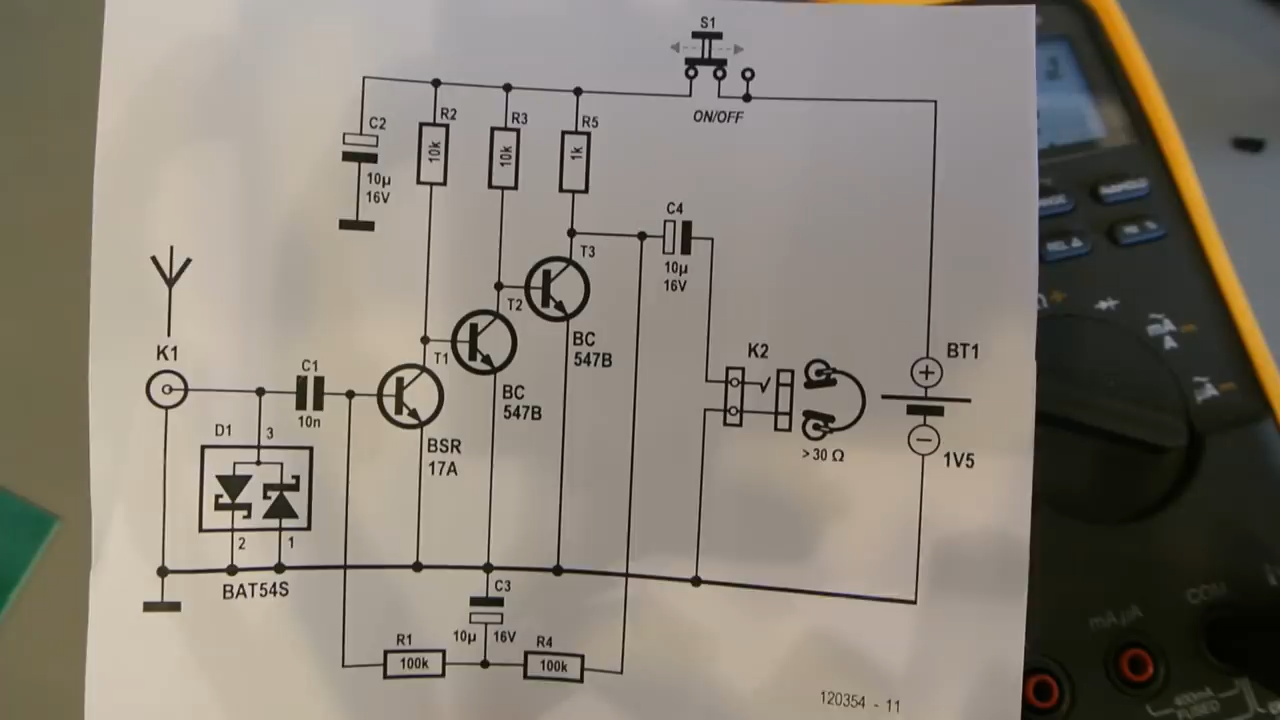 S1
ON/OFF
C2
10µ
16V
R2
10k
R3
10k
R5
1k
C4
10µ
16V
T3
BC
547B
T2
BC
547B
T1
BSR
17A
K1
C1
10n
D1
3
2
1
BAT54S
K2
>30 Ω
BT1
+
−
1V5
C3
10µ 16V
R1
100k
R4
100k
120354 - 11
mA
A
µA
COM
mAµA
FUSED